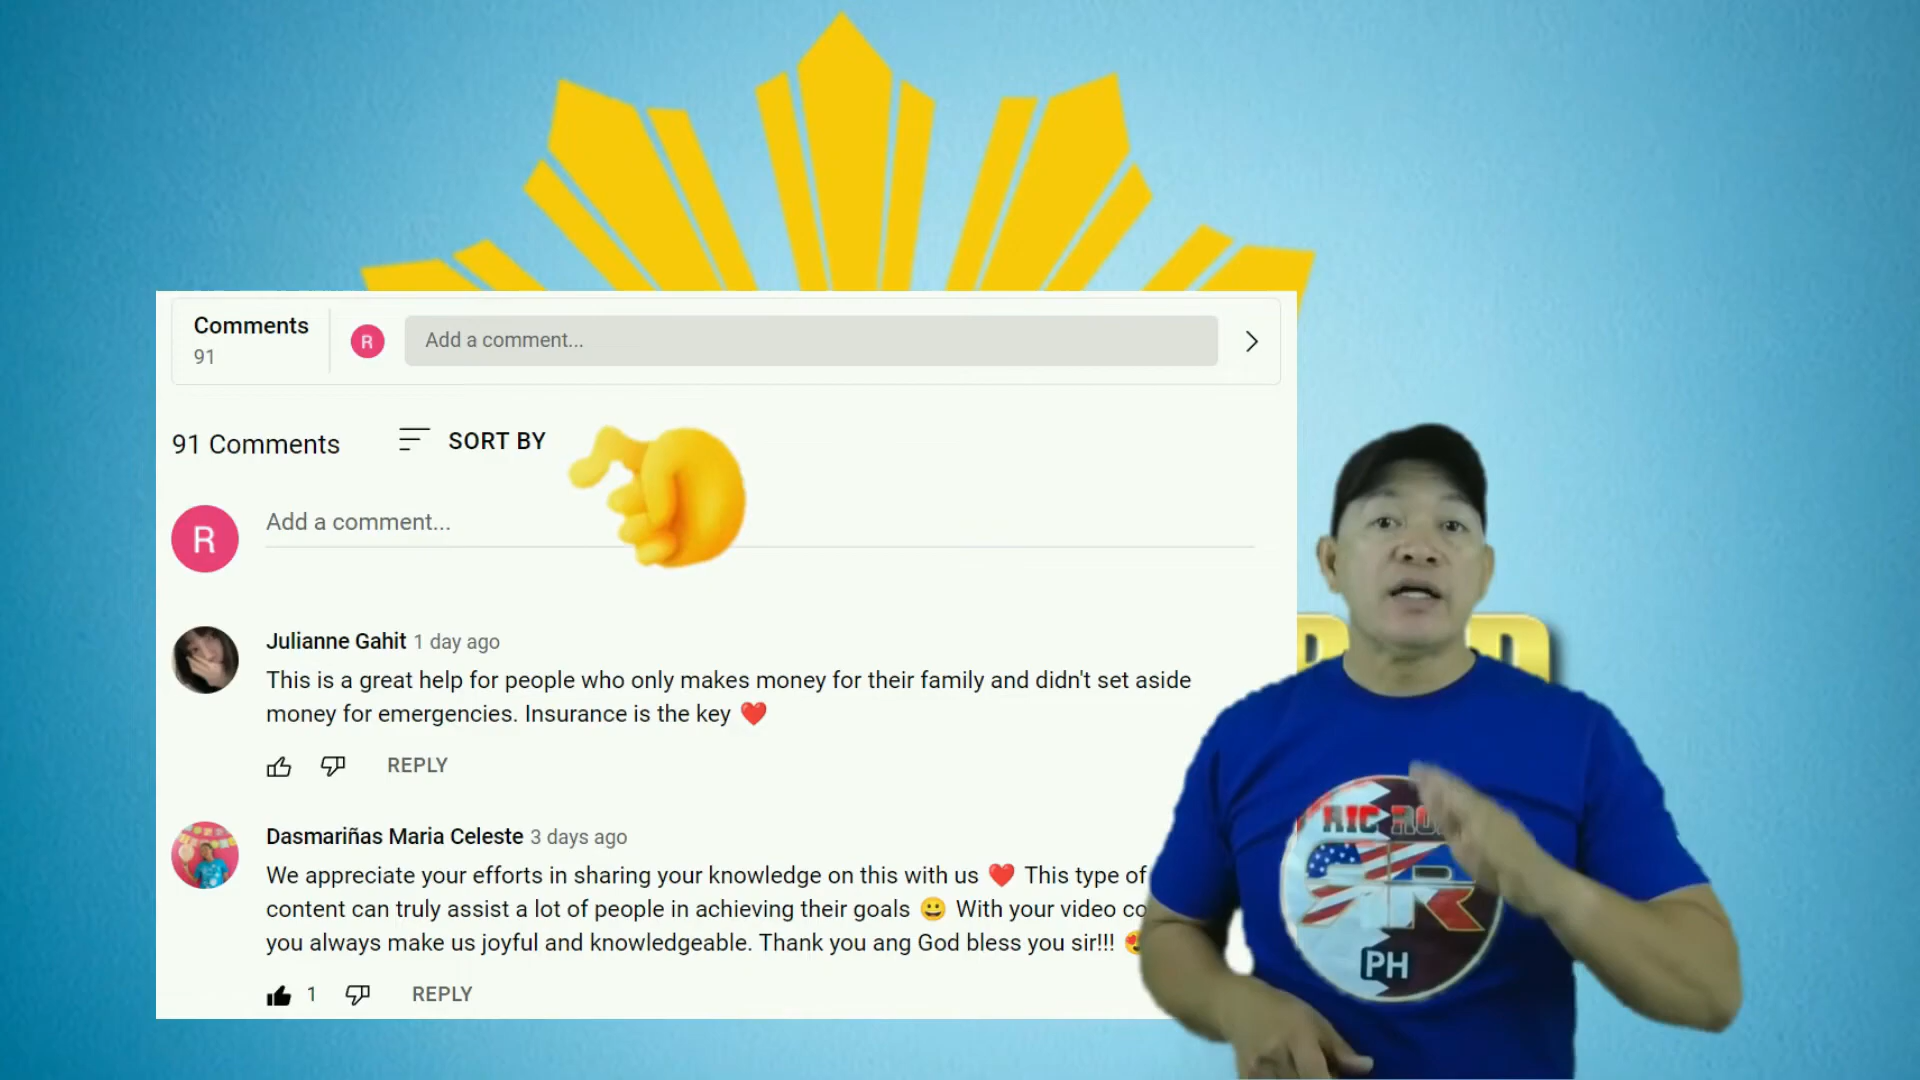 Comments
91
R
Add a comment...
91 Comments
SORT BY
R
Add a comment...
Julianne Gahit 1 day ago
This is a great help for people who only makes money for their family and didn't set aside
money for emergencies. Insurance is the key ❤️
REPLY
Dasmariñas Maria Celeste 3 days ago
We appreciate your efforts in sharing your knowledge on this with us ❤️ This type of
content can truly assist a lot of people in achieving their goals 😀 With your video
you always make us joyful and knowledgeable. Thank you ang God bless you sir!!! 😍
1
REPLY
RIC
RR
PH